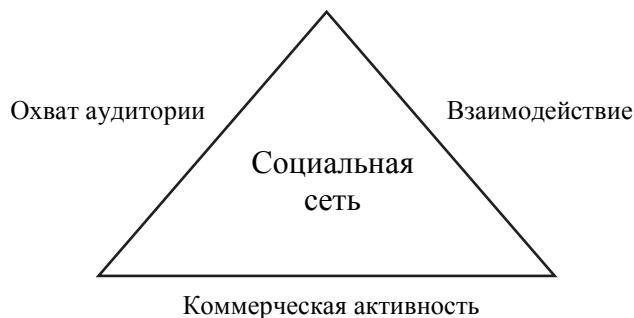 Охват аудитории
Взаимодействие
Социальная
сеть
Коммерческая активность